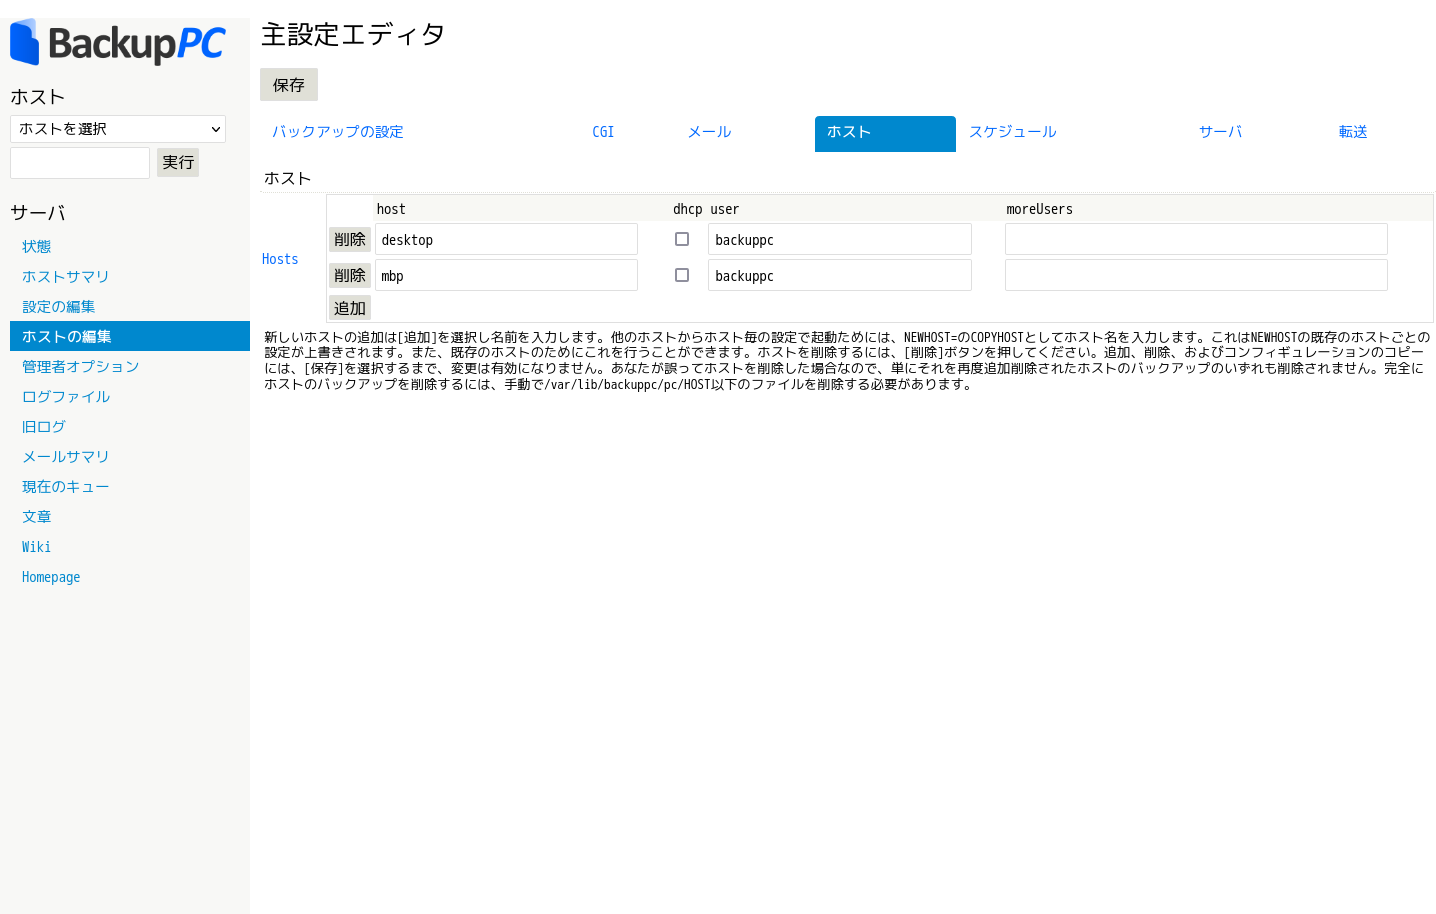 BackupPC
ホスト
ホストを選択
実行
サーバ
状態
ホストサマリ
設定の編集
ホストの編集
管理者オプション
ログファイル
旧ログ
メールサマリ
現在のキュー
文章
Wiki
Homepage
主設定エディタ
保存
バックアップの設定 CGI メール ホスト スケジュール サーバ 転送
ホスト
host dhcp user moreUsers
Hosts
削除 desktop backuppc
削除 mbp backuppc
追加
新しいホストの追加は[追加]を選択し名前を入力します。他のホストからホスト毎の設定で起動ためには、NEWHOST=のCOPYHOSTとしてホスト名を入力します。これはNEWHOSTの既存のホストごとの
設定が上書きされます。また、既存のホストのためにこれを行うことができます。ホストを削除するには、[削除]ボタンを押してください。追加、削除、およびコンフィギュレーションのコピー
には、[保存]を選択するまで、変更は有効になりません。あなたが誤ってホストを削除した場合なので、単にそれを再度追加削除されたホストのバックアップのいずれも削除されません。完全に
ホストのバックアップを削除するには、手動で/var/lib/backuppc/pc/HOST以下のファイルを削除する必要があります。